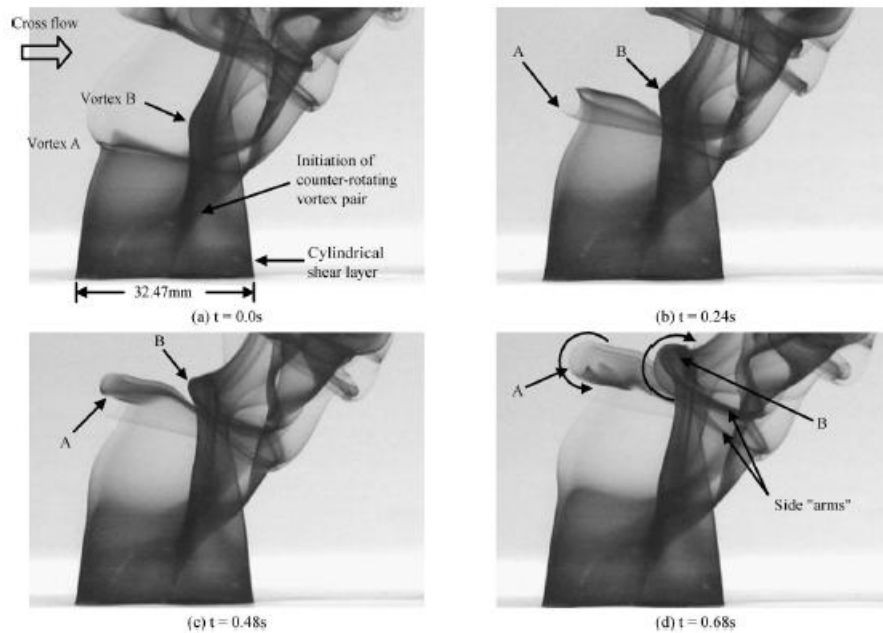 Cross flow
Vortex B
Vortex A
Initiation of
counter-rotating
vortex pair
Cylindrical
shear layer
32.47mm
(a) t = 0.0s
A
B
(b) t = 0.24s
B
A
(c) t = 0.48s
A
B
Side "arms"
(d) t = 0.68s